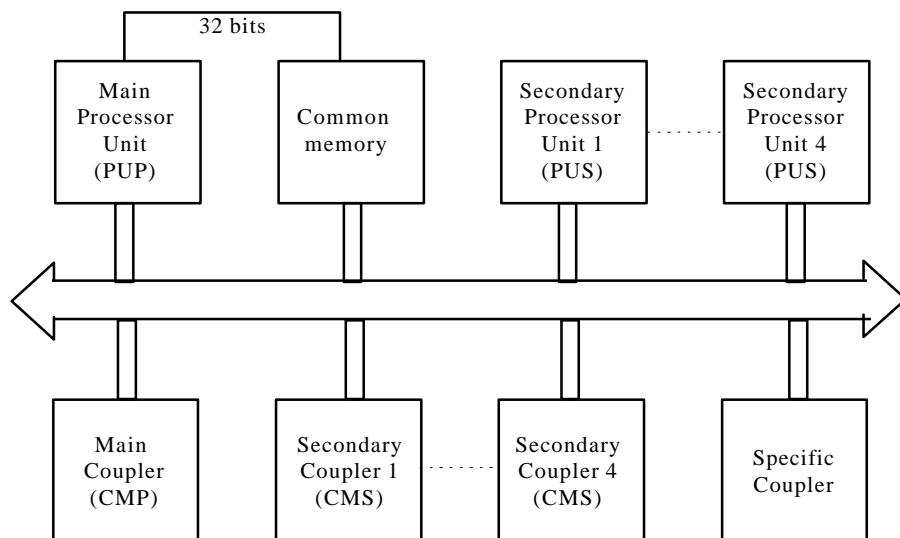 32 bits
Main
Processor
Unit
(PUP)
Common
memory
Secondary
Processor
Unit 1
(PUS)
Secondary
Processor
Unit 4
(PUS)
Main
Coupler
(CMP)
Secondary
Coupler 1
(CMS)
Secondary
Coupler 4
(CMS)
Specific
Coupler